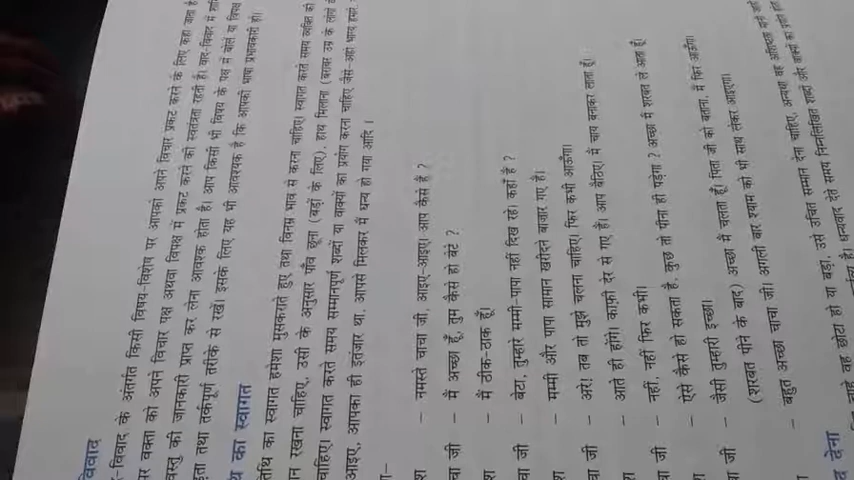 विवाद
-विवाद के अंतर्गत किसी विषय-विशेष पर आपको अपने विचार प्रकट करने के लिए कहा जाता है
वक्ता को अपने विचार पक्ष अथवा विपक्ष में प्रकट करने की स्वतंत्रता रहती है। वाद-विवाद में
वस्तु की जानकारी प्राप्त कर लेना आवश्यक होता है। आप किसी भी विषय के पक्ष में बोलें या विपक्ष
तथा तर्कपूर्ण तरीके से रखें। इसके लिए यह भी आवश्यक है कि आपकी भाषा प्रभावकारी हो।
का स्वागत
का स्वागत हमेशा मुसकराते हुए तथा विनम्र भाव से करना चाहिए। स्वागत करते समय व्यक्ति की
रखना चाहिए, उसी के अनुसार पाँव छूना (बड़ों के लिए), हाथ मिलाना (बराबर उम्र के लोगों
चाहिए। स्वागत करते समय सम्मानपूर्ण शब्दों या वाक्यों का प्रयोग करना चाहिए जैसे-अहो भाग्य हमारे
आइए, आपका ही इंतजार था, आपसे मिलकर मैं धन्य हो गया आदि ।
– नमस्ते चाचा जी, आइए-आइए। आप कैसे हैं ?
चा जी – मैं अच्छा हूँ, तुम कैसे हो बेटे ?
श – मैं ठीक-ठाक हूँ।
चा जी – बेटा, तुम्हारे मम्मी-पापा नहीं दिख रहे। कहाँ हैं ?
श – मम्मी और पापा सामान खरीदने बाजार गए हैं।
चा जी – अरे! तब तो मुझे चलना चाहिए। फिर कभी आऊँगा।
श – आते ही होंगे। काफ़ी देर से गए हैं। आप बैठिए। मैं चाय बनाकर लाता हूँ।
चा जी – नहीं, नहीं फिर कभी।
श – ऐसे कैसे हो सकता है, कुछ तो पीना ही पड़ेगा ? अच्छा मैं शरबत ले आता हूँ।
चा जी – जैसी तुम्हारी इच्छा।
(शरबत पीने के बाद) अच्छा मैं चलता हूँ। पिता जी को बताना, मैं फिर आऊँगा।
– बहुत अच्छा चाचा जी। अगली बार श्याम को भी साथ लेकर आइएगा।
देना
चाहे वह छोटा हो या बड़ा, उसे उचित सम्मान देना चाहिए, अन्यथा वह
है। धन्यवाद देते समय निम्नलिखित शब्दों और वाक्यों का प्रयोग